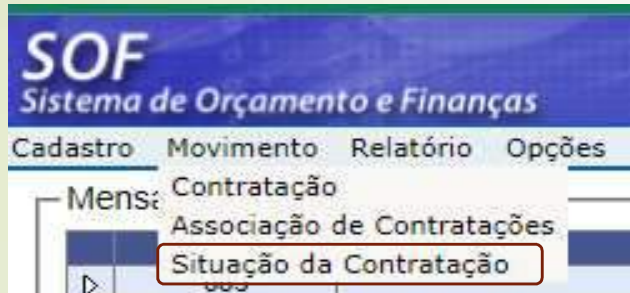 SOF
Sistema de Orçamento e Finanças
Cadastro Movimento Relatório Opções
Contratação
Associação de Contratações
Situação da Contratação